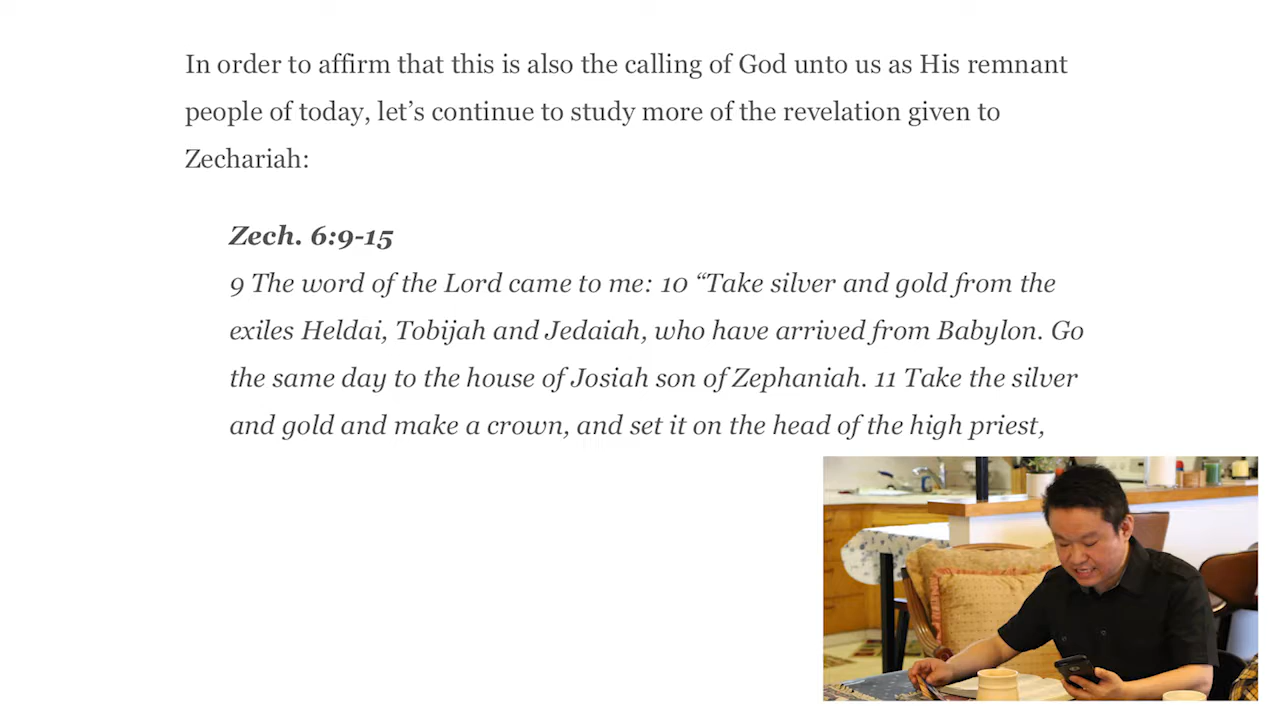 In order to affirm that this is also the calling of God unto us as His remnant
people of today, let’s continue to study more of the revelation given to
Zechariah:
Zech. 6:9-15
9 The word of the Lord came to me: 10 “Take silver and gold from the
exiles Heldai, Tobijah and Jedaiah, who have arrived from Babylon. Go
the same day to the house of Josiah son of Zephaniah. 11 Take the silver
and gold and make a crown, and set it on the head of the high priest,